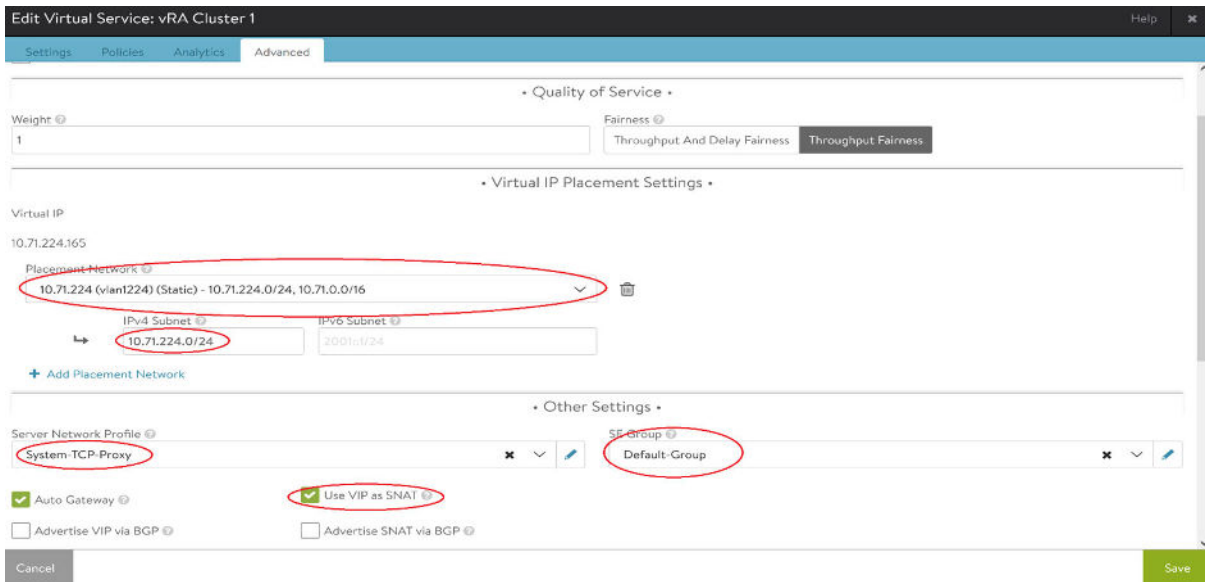 Edit Virtual Service: vRA Cluster 1
Help
Settings Policies Analytics Advanced
• Quality of Service •
Weight
Fairness
1
Throughput And Delay Fairness Throughput Fairness
• Virtual IP Placement Settings •
Virtual IP
10.71.224.165
Placement Network
10.71.224 (vlan1224) (Static) - 10.71.224.0/24, 10.71.0.0/16
IPv4 Subnet IPv6 Subnet
10.71.224.0/24 2001::1/24
+ Add Placement Network
• Other Settings •
Server Network Profile SE Group
System-TCP-Proxy Default-Group
Auto Gateway Use VIP as SNAT
Advertise VIP via BGP Advertise SNAT via BGP
Cancel Save